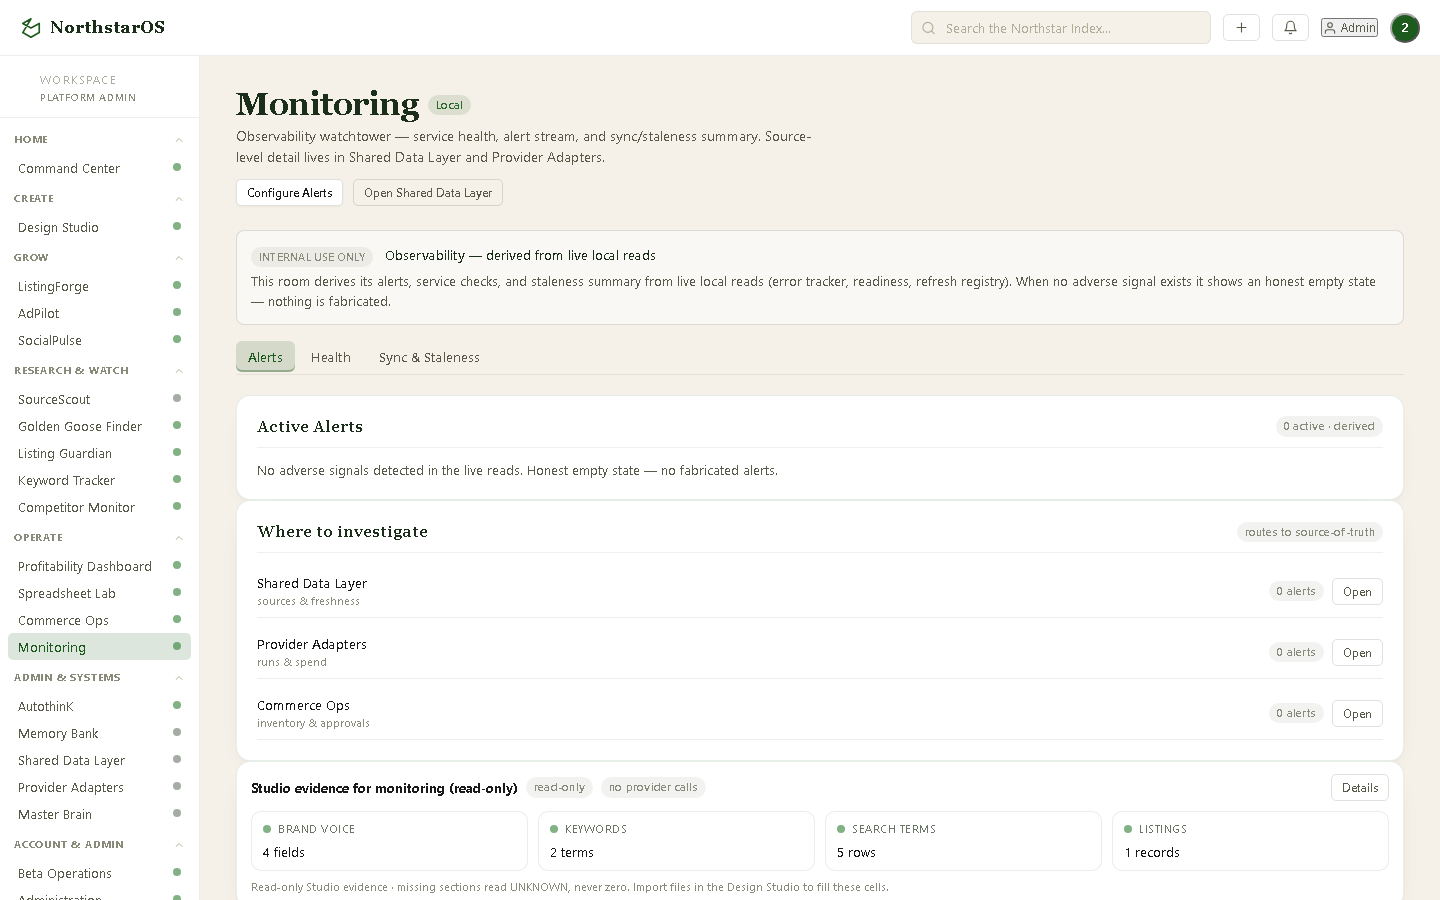 NorthstarOS
Search the Northstar Index...
Admin
2
WORKSPACE
PLATFORM ADMIN
HOME
Command Center
CREATE
Design Studio
GROW
ListingForge
AdPilot
SocialPulse
RESEARCH & WATCH
SourceScout
Golden Goose Finder
Listing Guardian
Keyword Tracker
Competitor Monitor
OPERATE
Profitability Dashboard
Spreadsheet Lab
Commerce Ops
Monitoring
ADMIN & SYSTEMS
AutothinK
Memory Bank
Shared Data Layer
Provider Adapters
Master Brain
ACCOUNT & ADMIN
Beta Operations
Administration
Monitoring Local
Observability watchtower — service health, alert stream, and sync/staleness summary. Source-
level detail lives in Shared Data Layer and Provider Adapters.
Configure Alerts Open Shared Data Layer
INTERNAL USE ONLY Observability — derived from live local reads
This room derives its alerts, service checks, and staleness summary from live local reads (error tracker, readiness, refresh registry). When no adverse signal exists it shows an honest empty state
— nothing is fabricated.
Alerts Health Sync & Staleness
Active Alerts 0 active · derived
No adverse signals detected in the live reads. Honest empty state — no fabricated alerts.
Where to investigate routes to source-of-truth
Shared Data Layer
sources & freshness
0 alerts Open
Provider Adapters
runs & spend
0 alerts Open
Commerce Ops
inventory & approvals
0 alerts Open
Studio evidence for monitoring (read-only) read-only no provider calls Details
BRAND VOICE
4 fields
KEYWORDS
2 terms
SEARCH TERMS
5 rows
LISTINGS
1 records
Read-only Studio evidence · missing sections read UNKNOWN, never zero. Import files in the Design Studio to fill these cells.